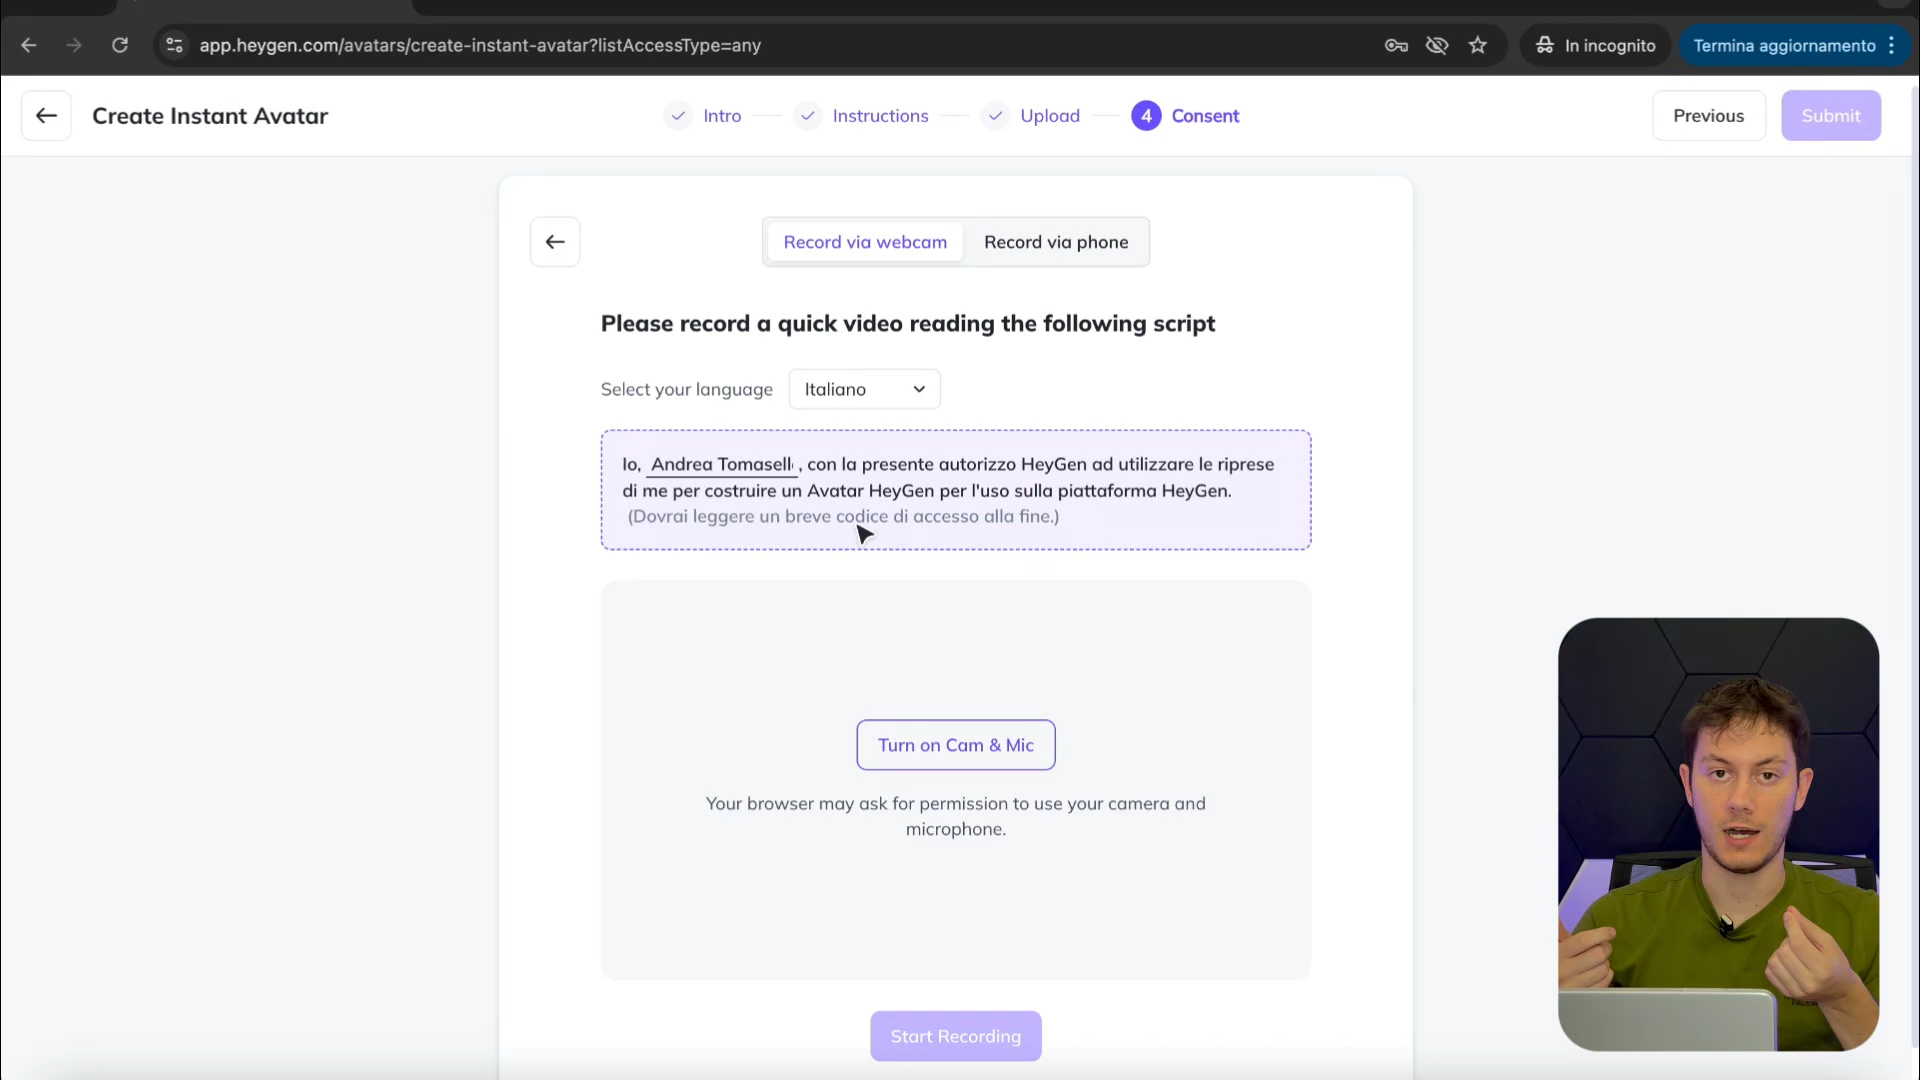 app.heygen.com/avatars/create-instant-avatar?listAccessType=any
In incognito
Termina aggiornamento
Create Instant Avatar
Intro
Instructions
Upload
4 Consent
Previous
Submit
Record via webcam
Record via phone
Please record a quick video reading the following script
Select your language
Italiano
Io, Andrea Tomasell , con la presente autorizzo HeyGen ad utilizzare le riprese
di me per costruire un Avatar HeyGen per l'uso sulla piattaforma HeyGen.
(Dovrai leggere un breve codice di accesso alla fine.)
Turn on Cam & Mic
Your browser may ask for permission to use your camera and
microphone.
Start Recording